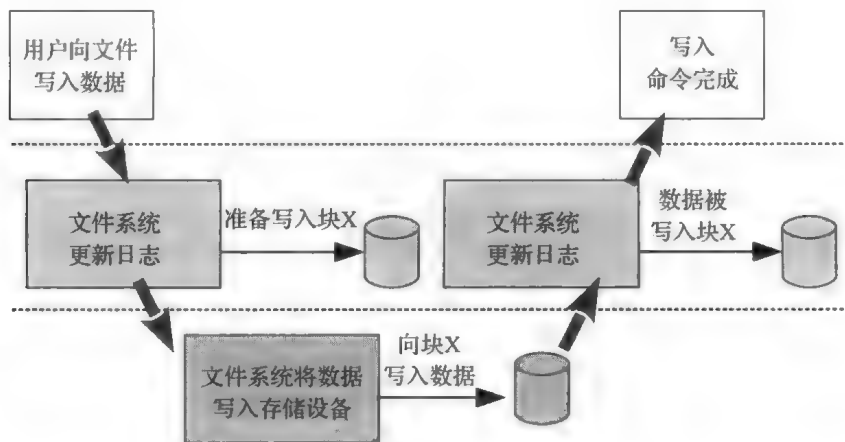 用户向文件
写入数据
写入
命令完成
文件系统
更新日志
准备写入块X
文件系统
更新日志
数据被
写入块X
文件系统将数据
写入存储设备
向块X
写入数据